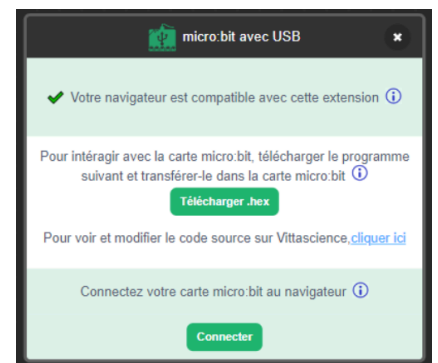 micro:bit avec USB
Votre navigateur est compatible avec cette extension
Pour intéragir avec la carte micro:bit, télécharger le programme
suivant et transférer-le dans la carte micro:bit
Télécharger .hex
Pour voir et modifier le code source sur Vittascience,cliquer ici
Connectez votre carte micro:bit au navigateur
Connecter